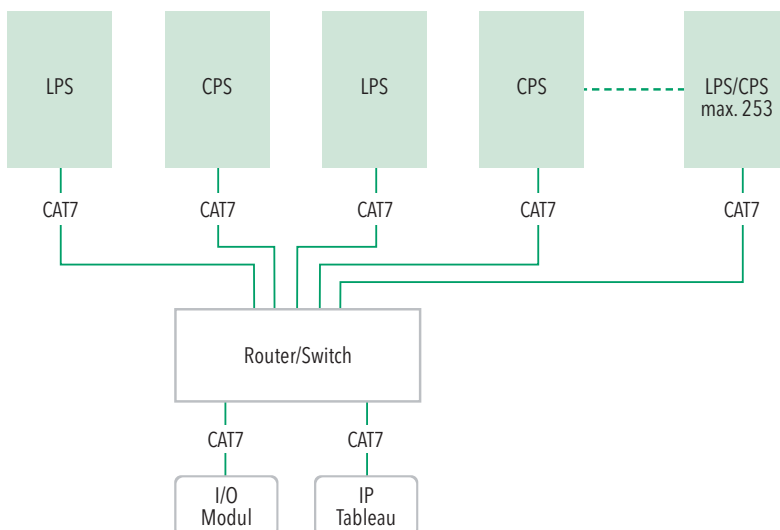 LPS
CPS
LPS
CPS
LPS/CPS
max. 253
CAT7
CAT7
CAT7
CAT7
CAT7
Router/Switch
CAT7
CAT7
I/O
Modul
IP
Tableau